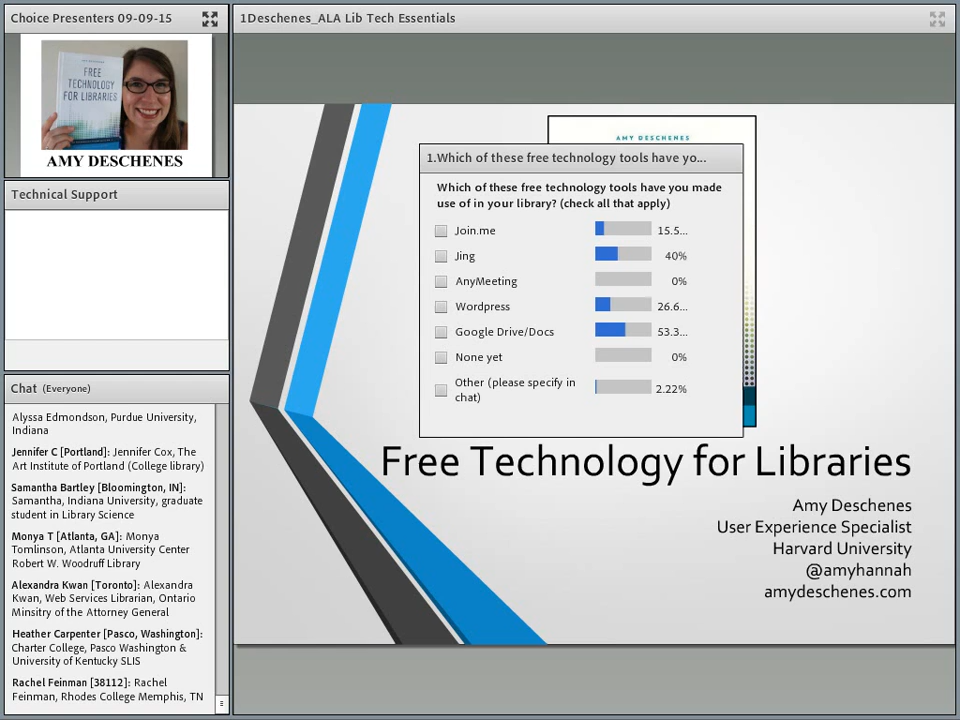 Choice Presenters 09-09-15
FREE
TECHNOLOGY
FOR LIBRARIES
AMY DESCHENES
Technical Support
Chat (Everyone)
Alyssa Edmondson, Purdue University,
Indiana
Jennifer C [Portland]: Jennifer Cox, The
Art Institute of Portland (College library)
Samantha Bartley [Bloomington, IN]:
Samantha, Indiana University, graduate
student in Library Science
Monya T [Atlanta, GA]: Monya
Tomlinson, Atlanta University Center
Robert W. Woodruff Library
Alexandra Kwan [Toronto]: Alexandra
Kwan, Web Services Librarian, Ontario
Minsitry of the Attorney General
Heather Carpenter [Pasco, Washington]:
Charter College, Pasco Washington &
University of Kentucky SLIS
Rachel Feinman [38112]: Rachel
Feinman, Rhodes College Memphis, TN
1Deschenes_ALA Lib Tech Essentials
AMY DESCHENES
1.Which of these free technology tools have yo...
Which of these free technology tools have you made
use of in your library? (check all that apply)
Join.me 15.5...
Jing 40%
AnyMeeting 0%
Wordpress 26.6...
Google Drive/Docs 53.3...
None yet 0%
Other (please specify in
chat) 2.22%
Free Technology for Libraries
Amy Deschenes
User Experience Specialist
Harvard University
@amyhannah
amydeschenes.com